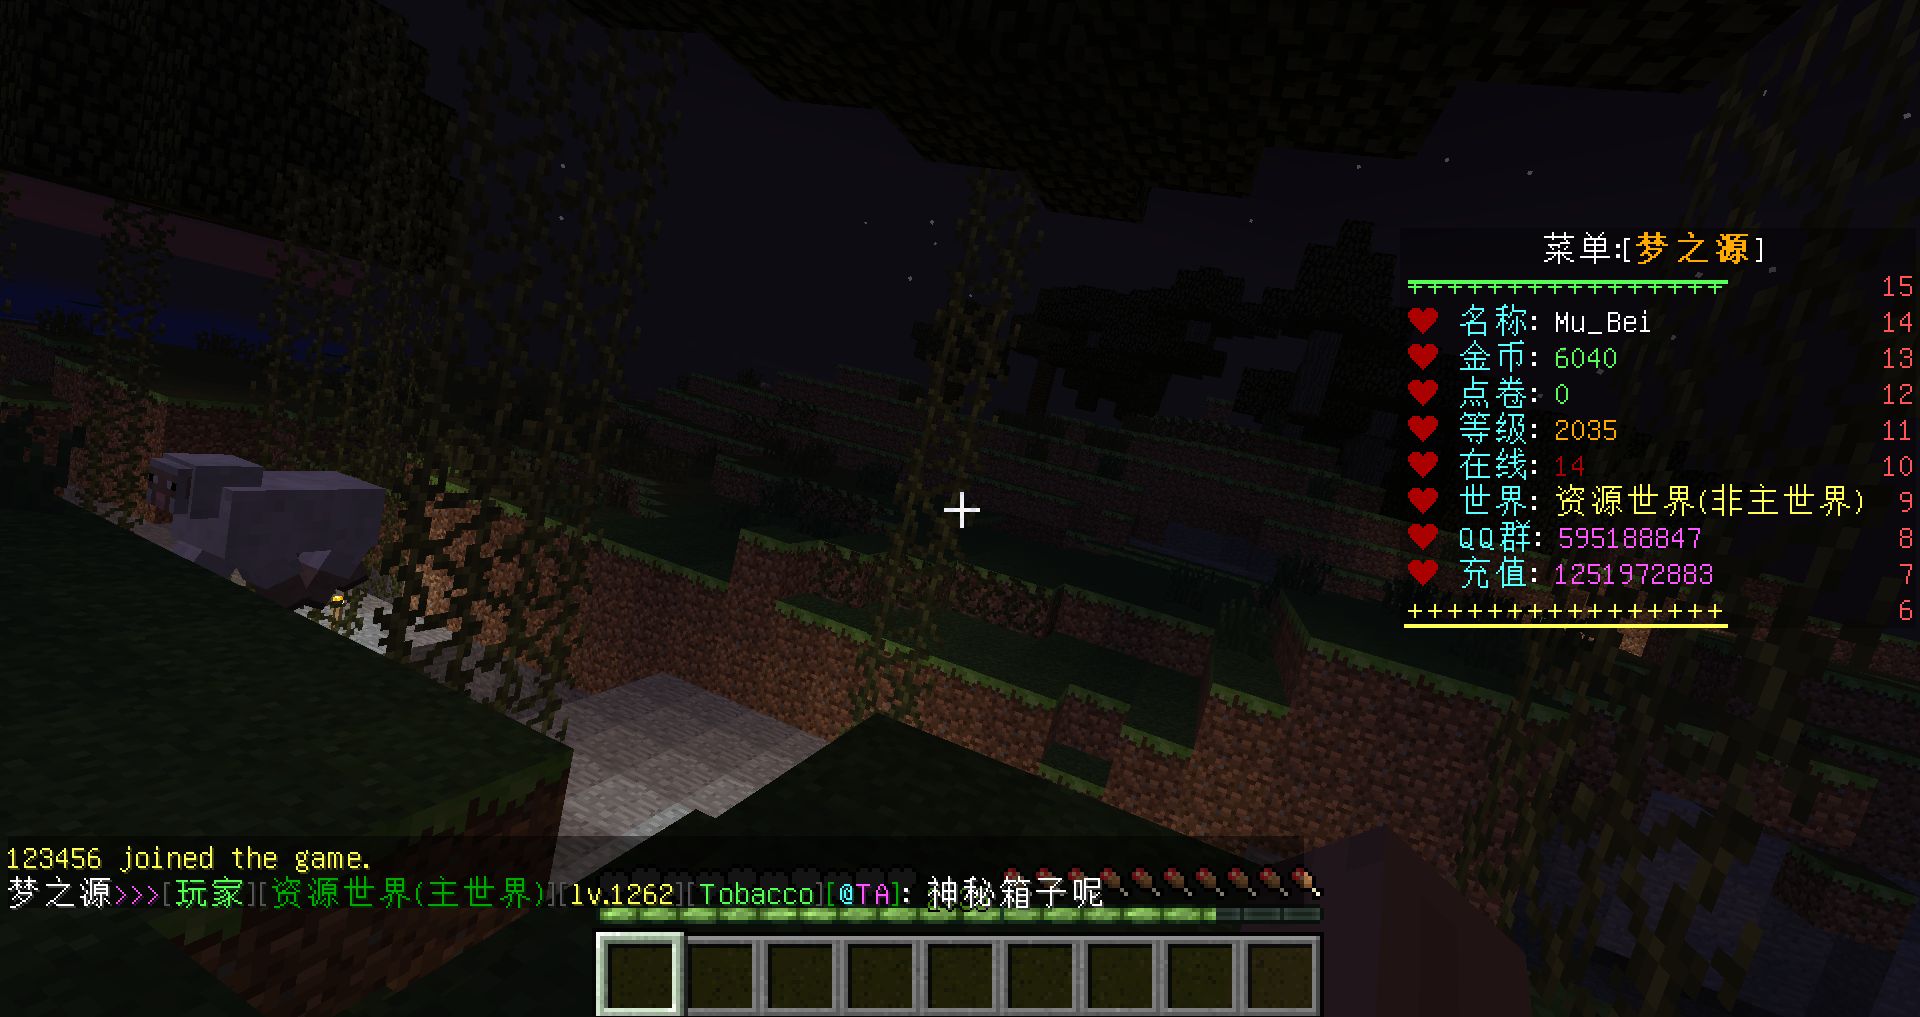 菜单:[梦之源]
+++++++++++++++ 15
名称: Mu_Bei 14
金币: 6040 13
点卷: 0 12
等级: 2035 11
在线: 14 10
世界: 资源世界(非主世界) 9
QQ群: 595188847 8
充值: 1251972883 7
++++++++++++++++ 6
123456 joined the game.
梦之源>>>[玩家][资源世界(主世界)][lv.1262][Tobacco][@TA]: 神秘箱子呢